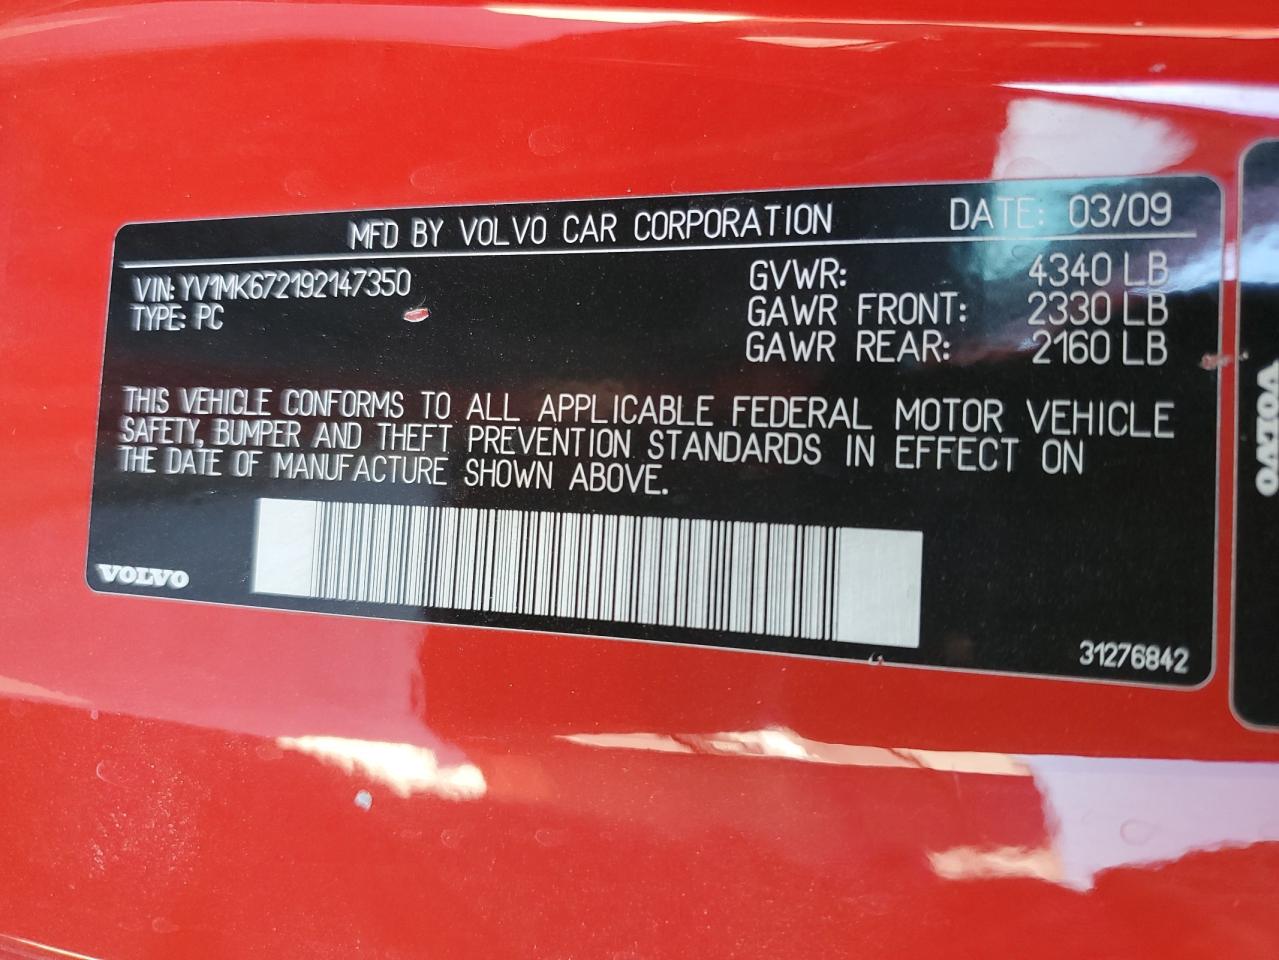 MFD BY VOLVO CAR CORPORATION DATE: 03/09
VIN: YV1MK672192147350
TYPE: PC
GVWR: 4340 LB
GAWR FRONT: 2330 LB
GAWR REAR: 2160 LB
THIS VEHICLE CONFORMS TO ALL APPLICABLE FEDERAL MOTOR VEHICLE
SAFETY, BUMPER AND THEFT PREVENTION STANDARDS IN EFFECT ON
THE DATE OF MANUFACTURE SHOWN ABOVE.
VOLVO
31276842
VOLVO